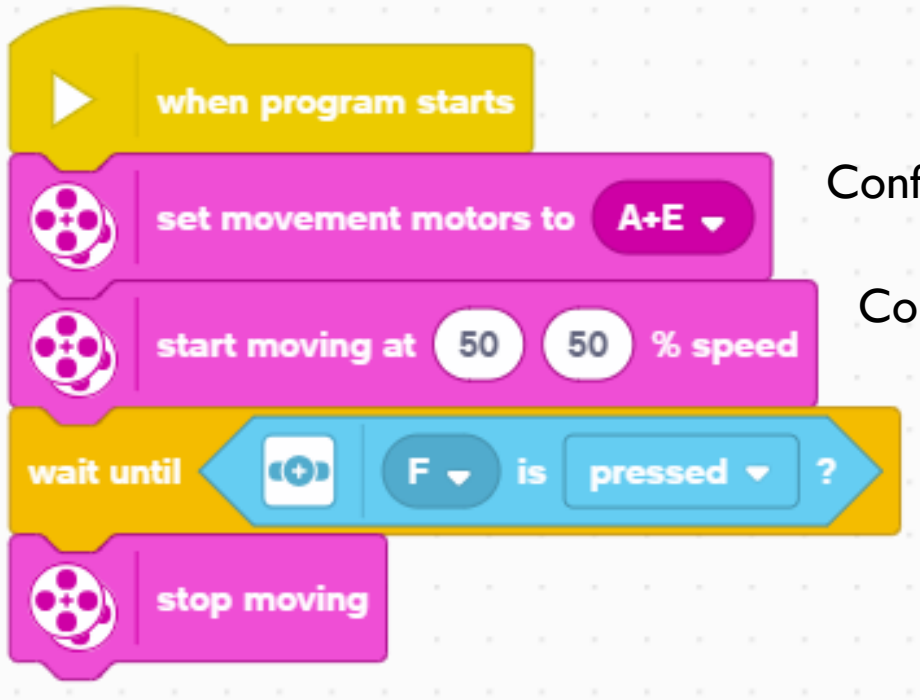 when program starts
set movement motors to A+E
Conf
start moving at 50 50 % speed
Co
wait until F is pressed ?
stop moving